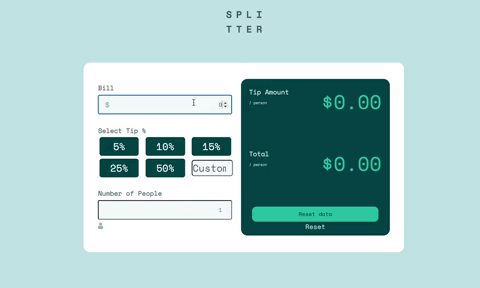 SPLI
TTER
Bill
$
Select Tip %
5% 10% 15%
25% 50% Custom
Number of People
1
Tip Amount
/ person
$0.00
Total
/ person
$0.00
Reset data
Reset